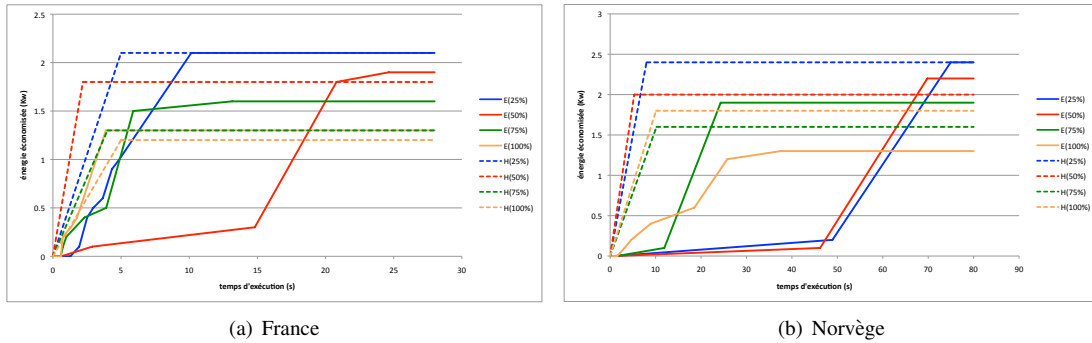 2.5
2
1.5
1
0.5
0
énergie économisée (Kw)
0 5 10 15 20 25 30
temps d'exécution (s)
E(25%)
E(50%)
E(75%)
E(100%)
H(25%)
H(50%)
H(75%)
H(100%)
(a) France
3
2.5
2
1.5
1
0.5
0
énergie économisée (Kw)
0 10 20 30 40 50 60 70 80 90
temps d'exécution (s)
E(25%)
E(50%)
E(75%)
E(100%)
H(25%)
H(50%)
H(75%)
H(100%)
(b) Norvège